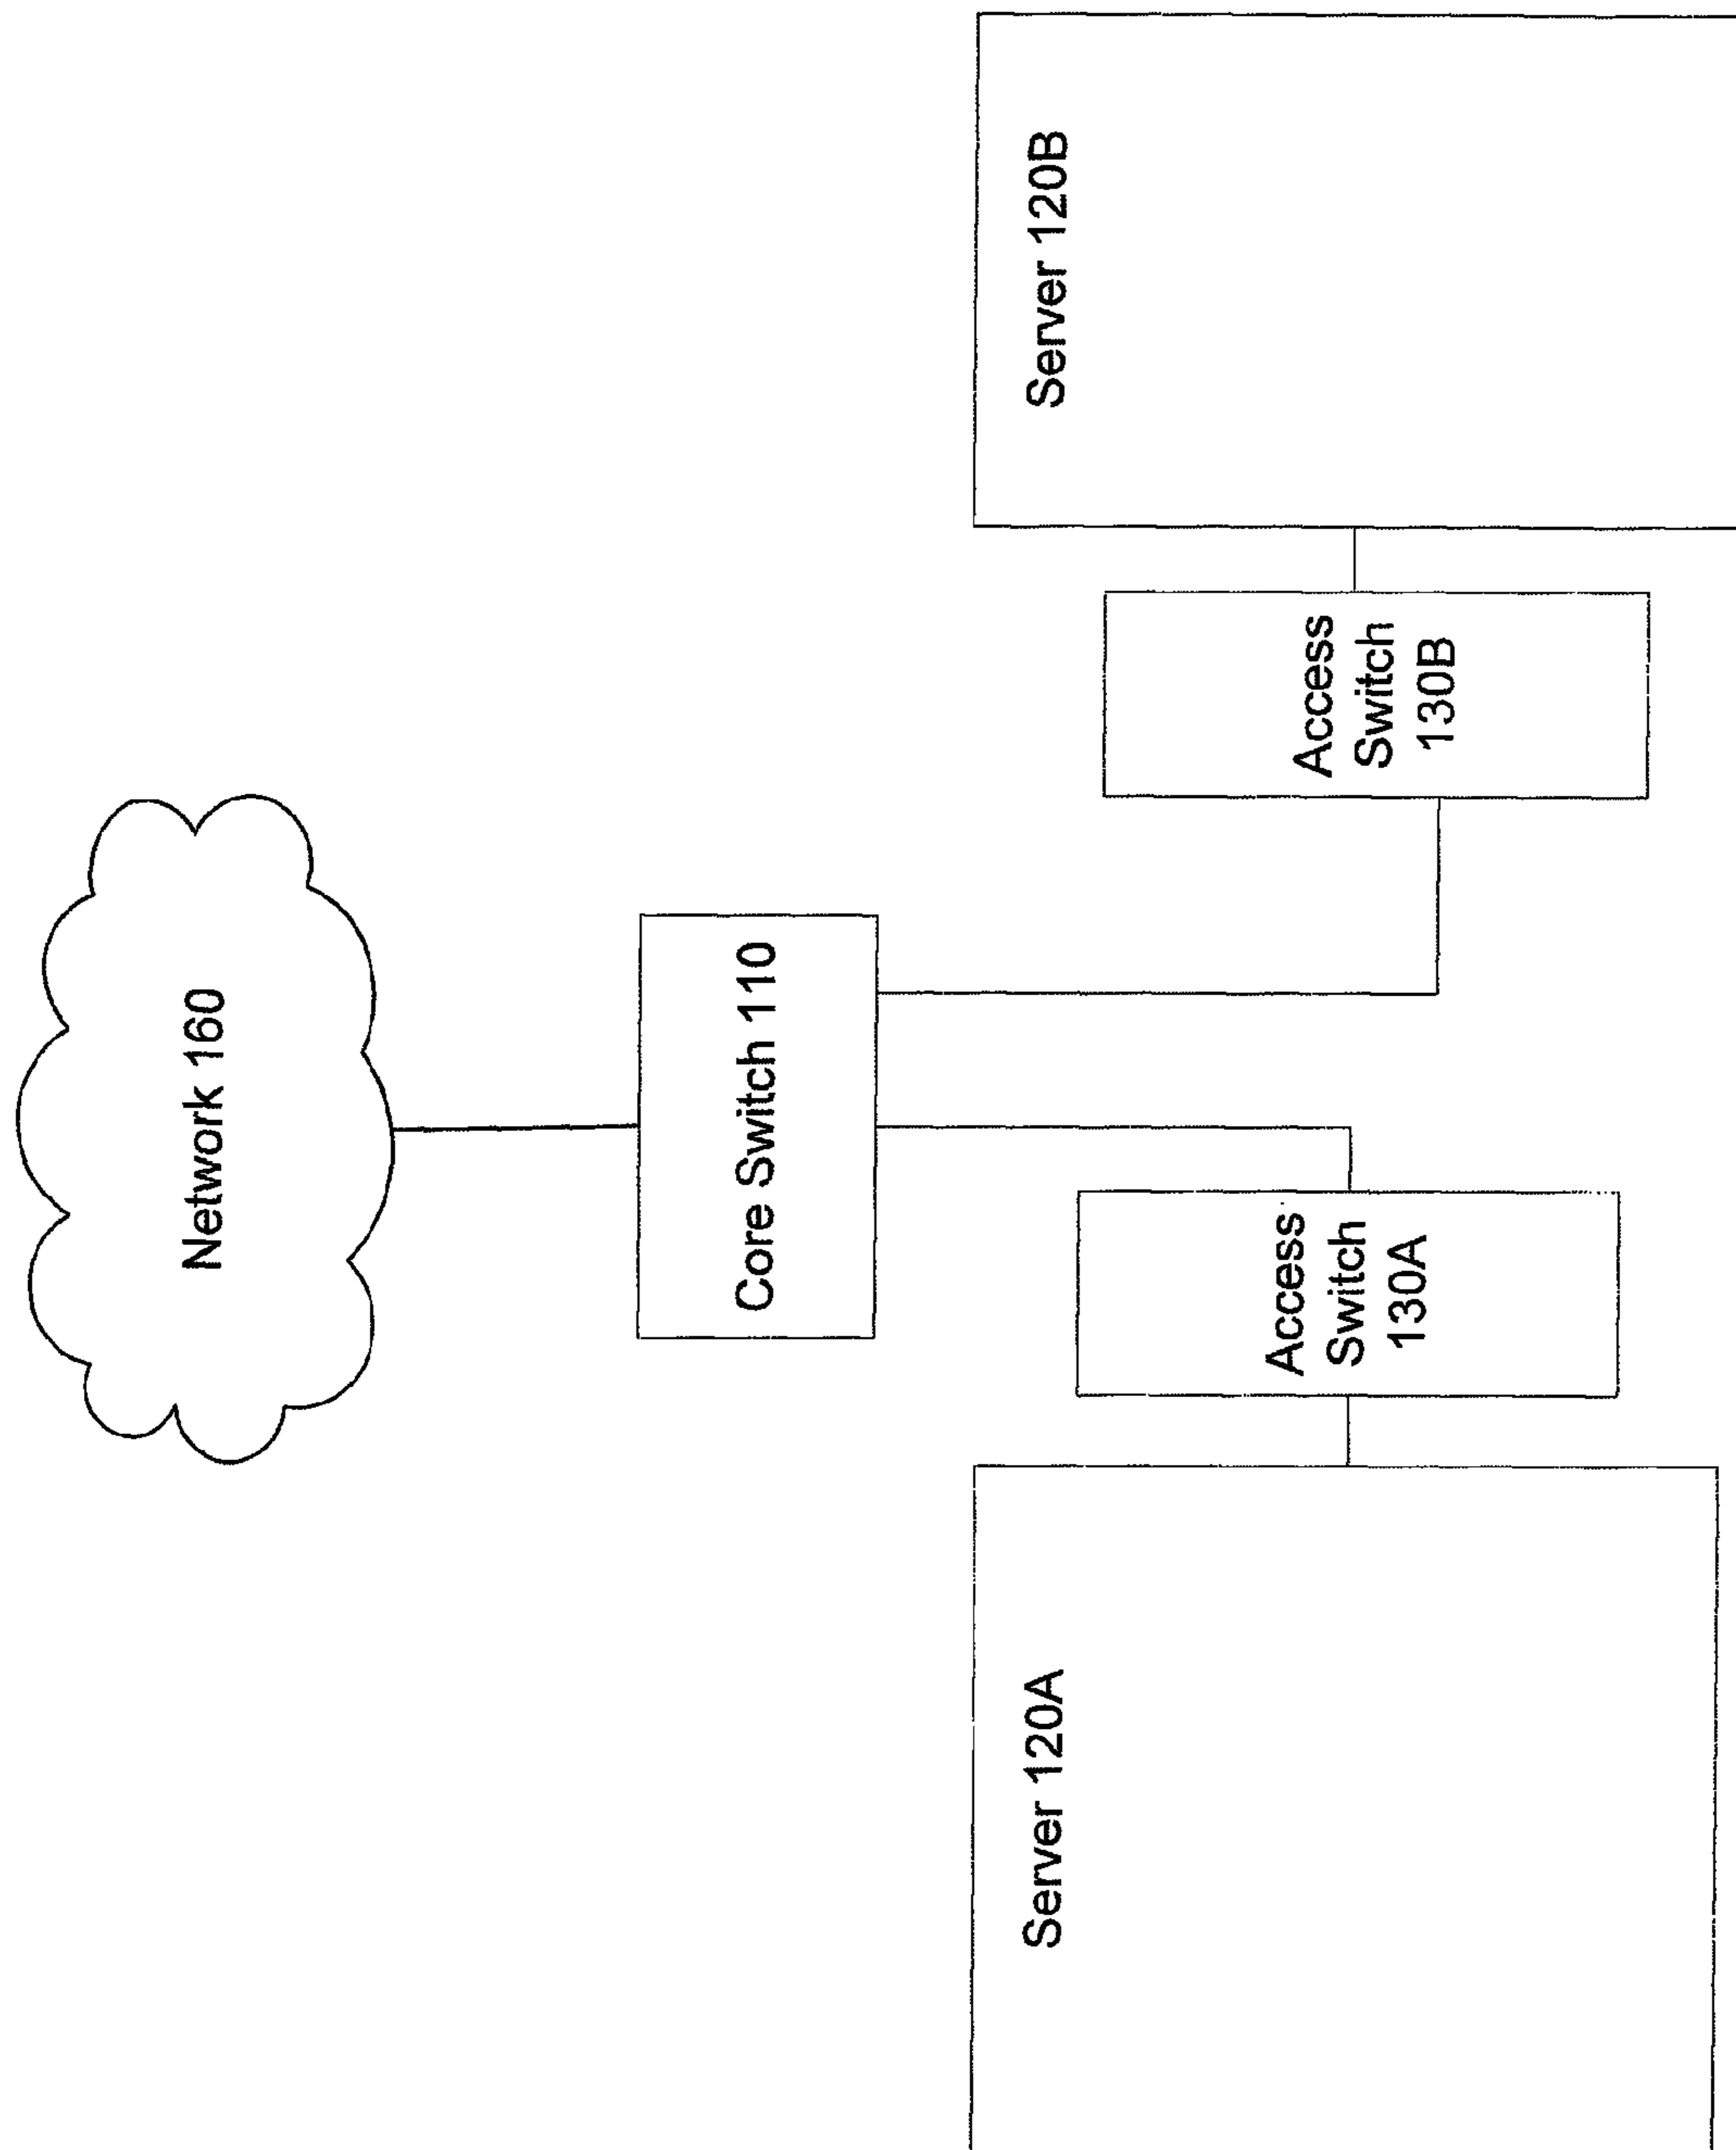 Network 160
Core Switch 110
Server 120A
Access
Switch
130A
Access
Switch
130B
Server 120B